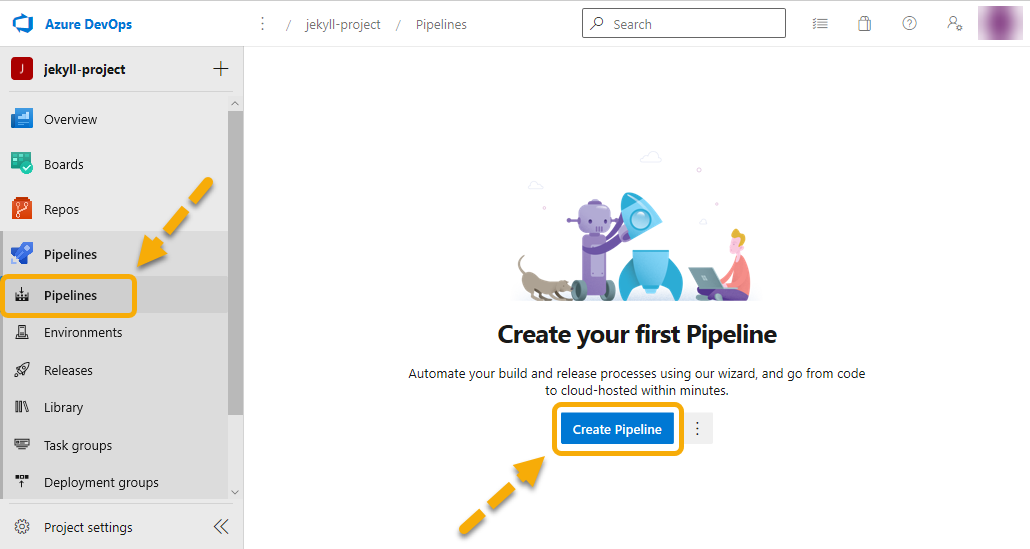 Azure DevOps
/ jekyll-project / Pipelines
Search
J jekyll-project
Overview
Boards
Repos
Pipelines
Pipelines
Environments
Releases
Library
Task groups
Deployment groups
Project settings
Create your first Pipeline
Automate your build and release processes using our wizard, and go from code
to cloud-hosted within minutes.
Create Pipeline